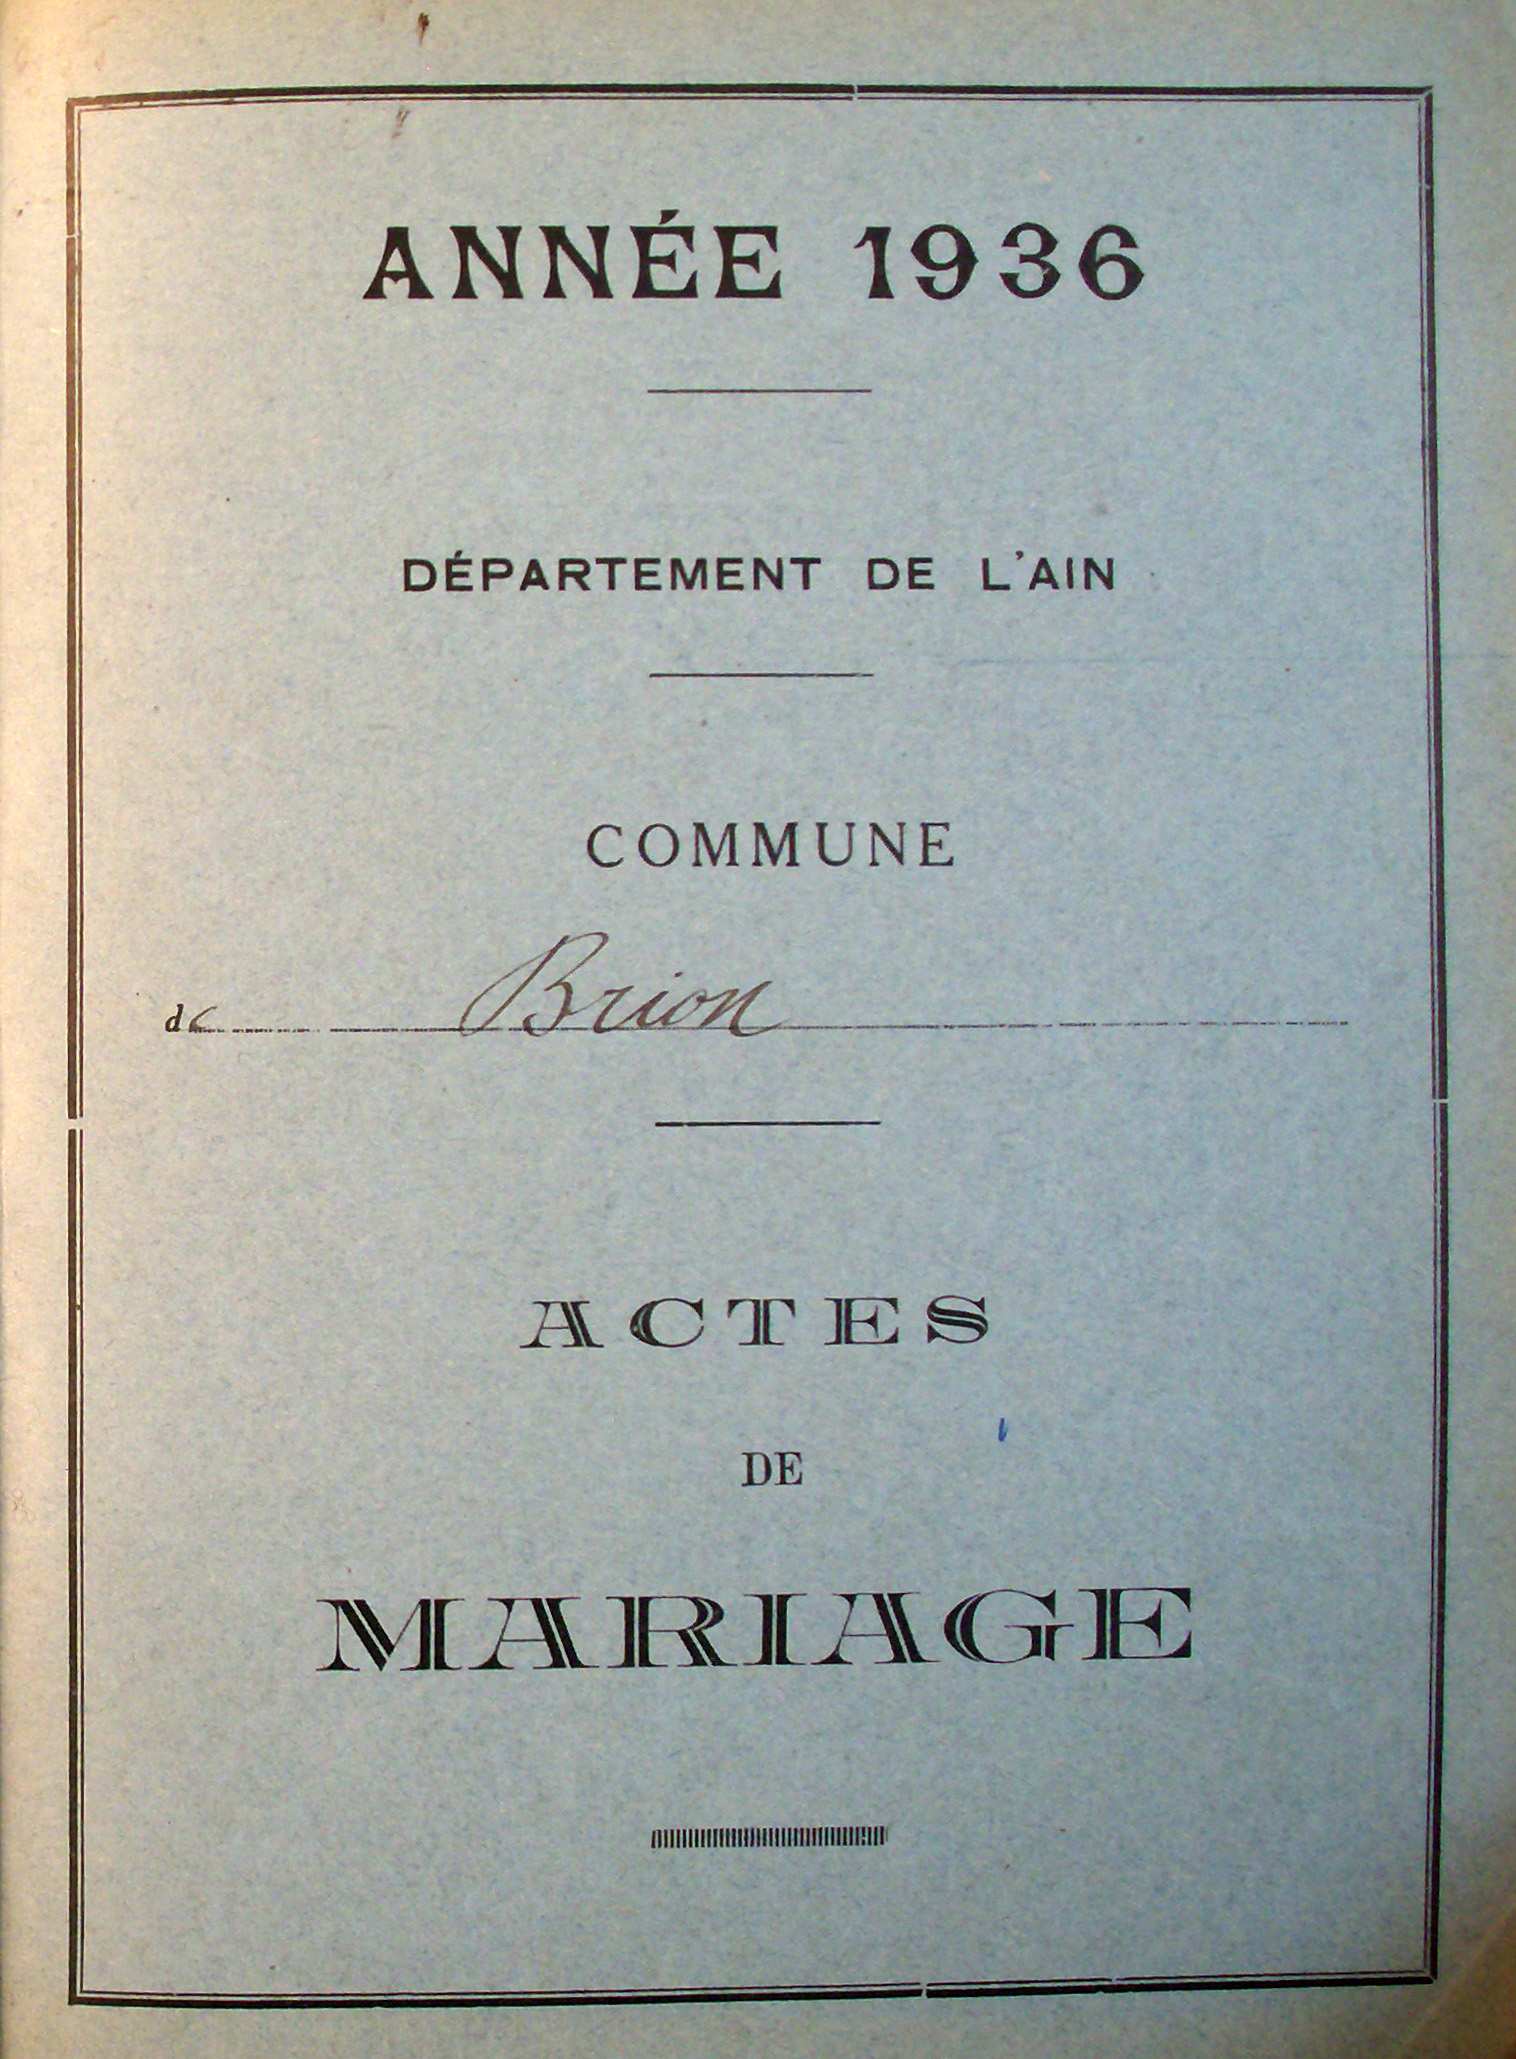 ANNÉE 1936
DÉPARTEMENT DE L'AIN
COMMUNE
de Brion
ACTES
DE
MARIAGE